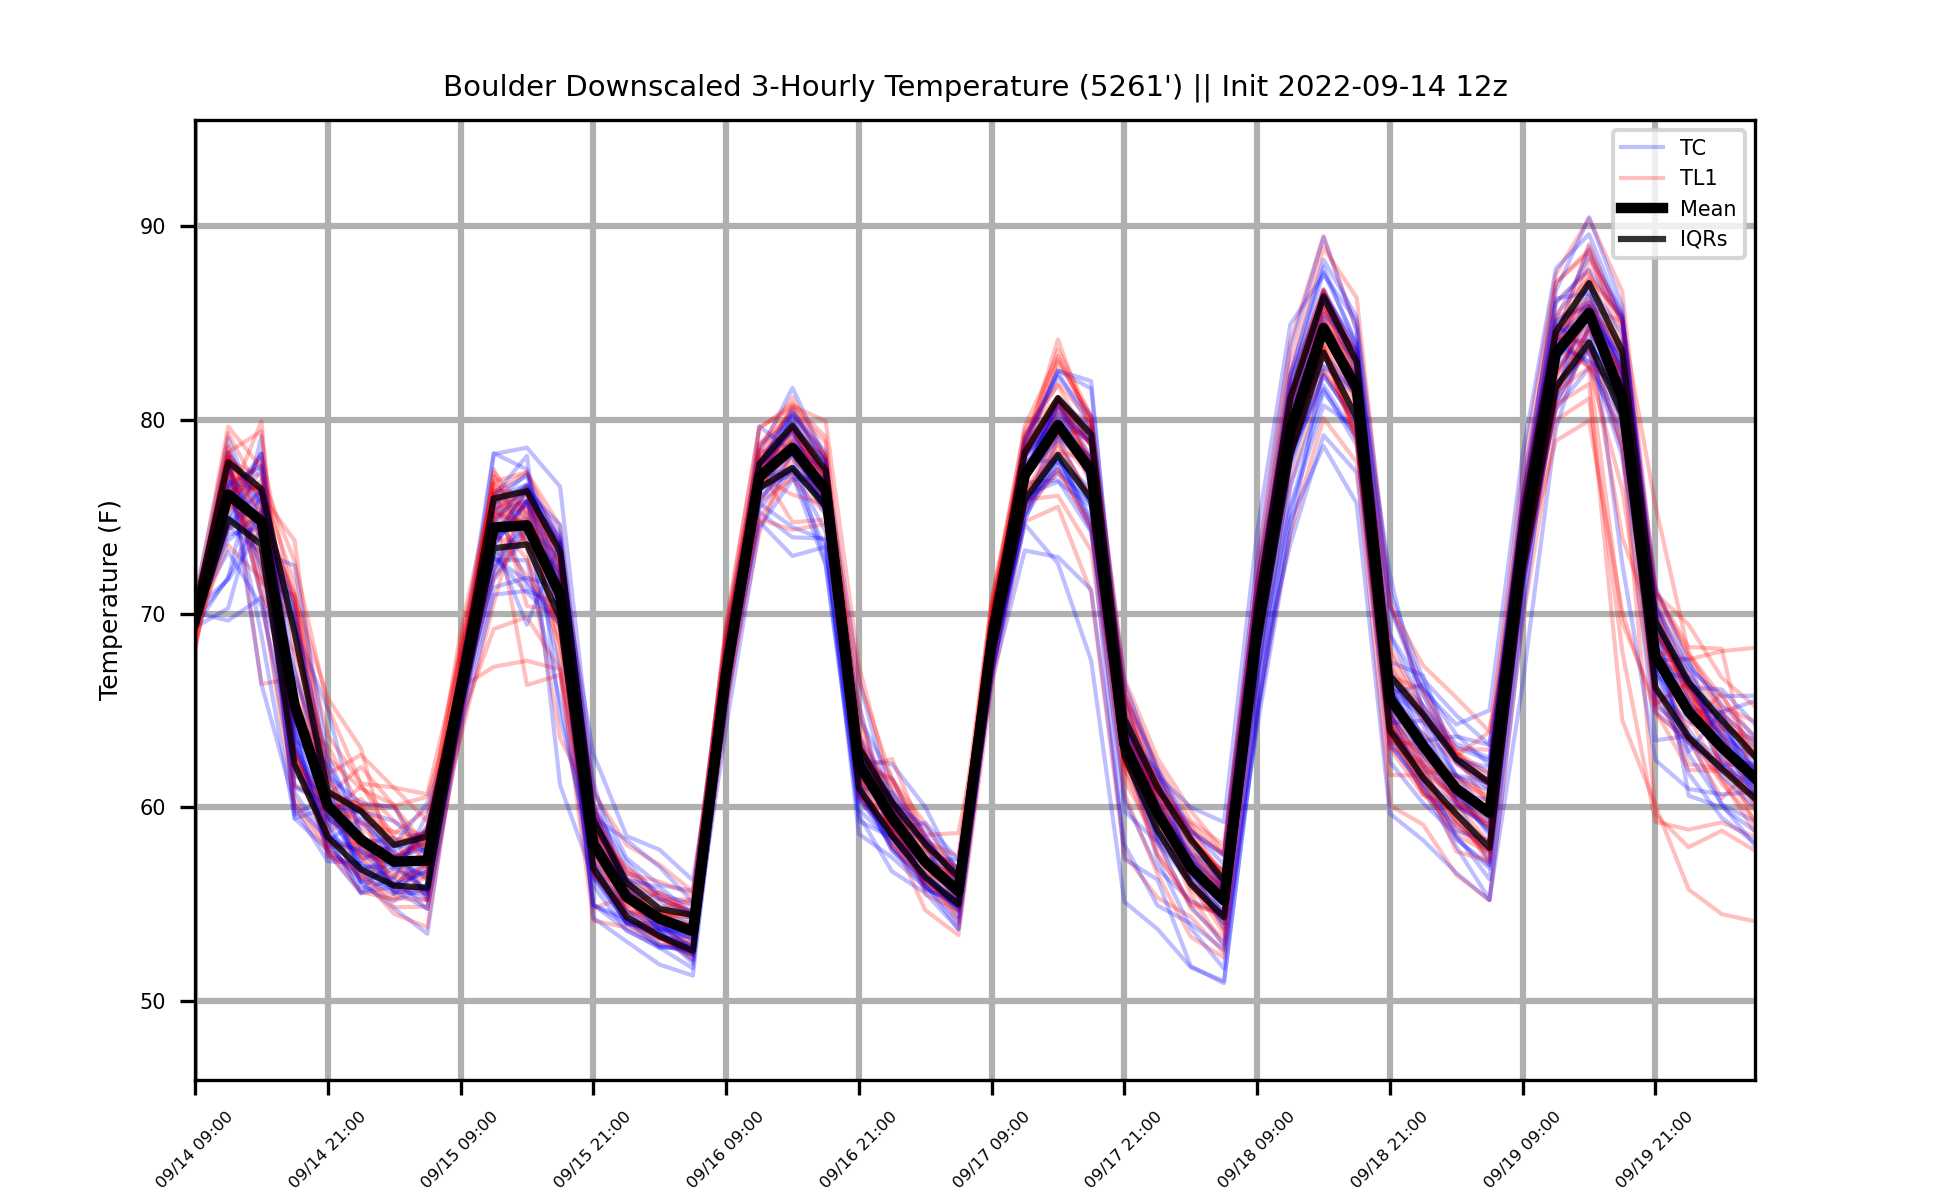 Boulder Downscaled 3-Hourly Temperature (5261') || Init 2022-09-14 12z
TC
TL1
Mean
IQRs
Temperature (F)
90
80
70
60
50
09/14 09:00
09/14 21:00
09/15 09:00
09/15 21:00
09/16 09:00
09/16 21:00
09/17 09:00
09/17 21:00
09/18 09:00
09/18 21:00
09/19 09:00
09/19 21:00